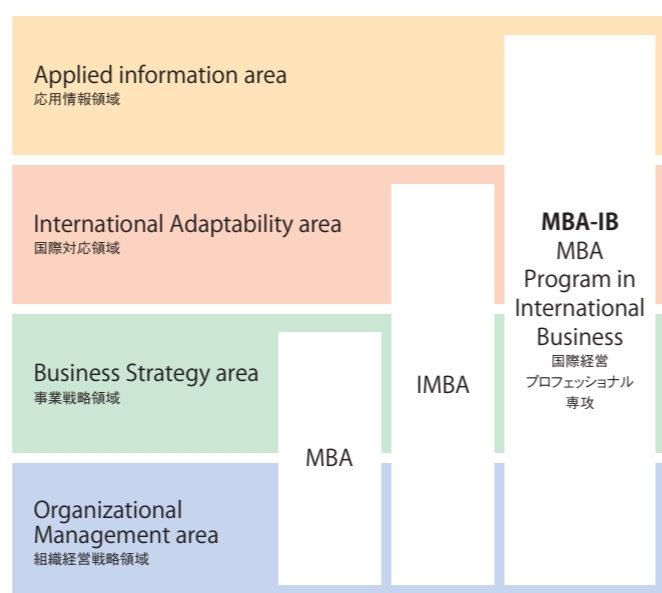 Applied information area
応用情報領域
International Adaptability area
国際対応領域
Business Strategy area
事業戦略領域
Organizational
Management area
組織経営戦略領域
MBA
IMBA
MBA-IB
MBA
Program in
International
Business
国際経営
プロフェッショナル
専攻